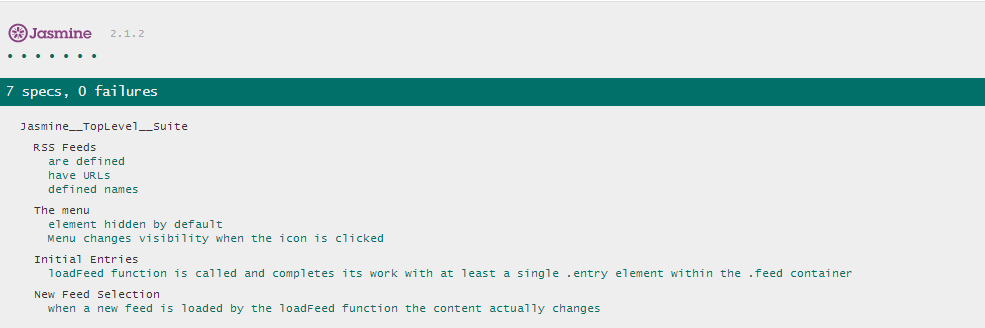 Jasmine 2.1.2
• • • • • • •
7 specs, 0 failures
Jasmine__TopLevel__Suite
RSS Feeds
are defined
have URLs
defined names
The menu
element hidden by default
Menu changes visibility when the icon is clicked
Initial Entries
loadFeed function is called and completes its work with at least a single .entry element within the .feed container
New Feed Selection
when a new feed is loaded by the loadFeed function the content actually changes